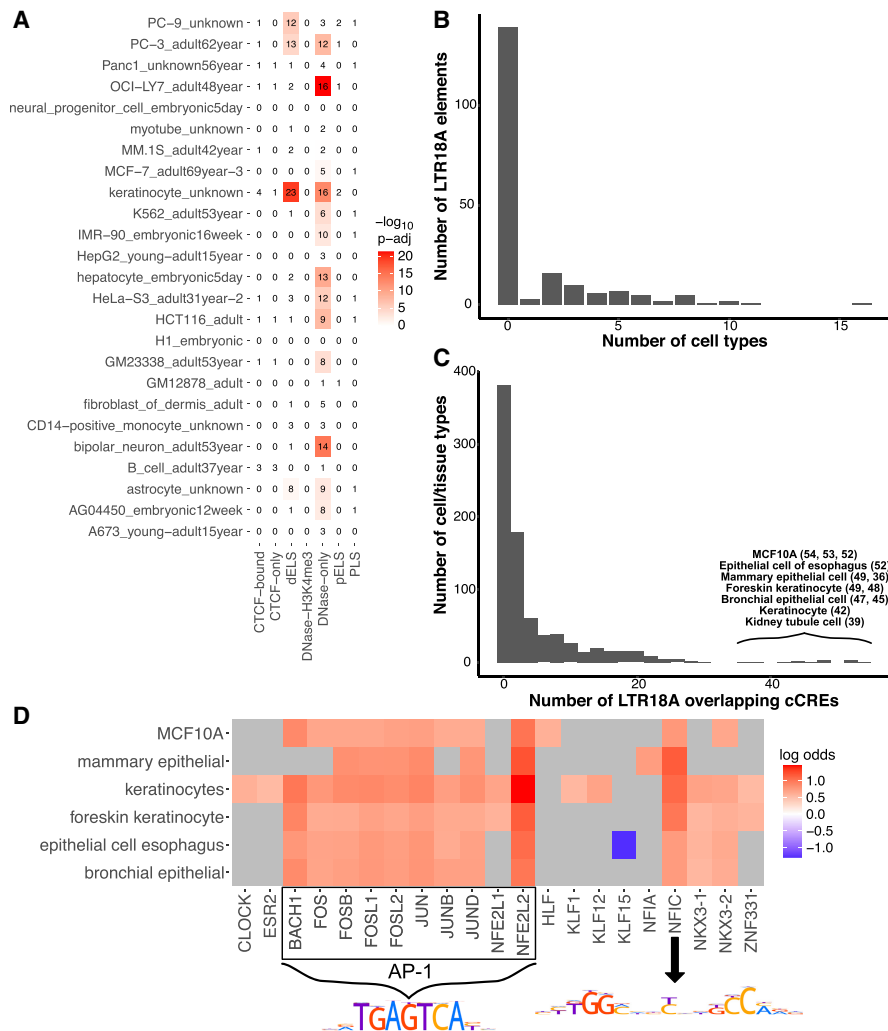 A
PC-9_unknown 1 0 12 0 3 2 1
PC-3_adult62year 1 0 13 0 12 1 0
Panc1_unknown56year 1 1 1 0 4 0 1
OCI-LY7_adult48year 1 1 2 0 18 1 0
neural_progenitor_cell_embryonic5day 0 0 0 0 0 0 0
myotube_unknown 0 0 1 0 2 0 0
MM.1S_adult42year 1 0 2 0 2 0 0
MCF-7_adult69year-3 0 0 0 0 5 0 1
keratinocyte_unknown 4 1 23 0 16 2 0
K562_adult53year 0 0 1 0 6 0 1
IMR-90_embryonic16week 0 0 0 0 10 0 1
HepG2_young-adult15year 0 0 0 0 3 0 0
hepatocyte_embryonic5day 0 0 2 0 13 0 0
HeLa-S3_adult31year-2 1 0 3 0 12 0 1
HCT116_adult 1 1 1 0 9 0 1
H1_embryonic 0 0 0 0 0 0 0
GM23338_adult53year 1 1 0 0 8 0 0
GM12878_adult 0 0 0 0 1 1 0
fibroblast_of_dermis_adult 0 0 1 0 5 0 0
CD14-positive_monocyte_unknown 0 0 3 0 3 0 0
bipolar_neuron_adult53year 0 0 1 0 14 0 0
B_cell_adult37year 3 3 0 0 1 0 0
astrocyte_unknown 0 0 8 0 9 0 1
AG04450_embryonic12week 0 0 1 0 8 0 1
A673_young-adult15year 0 0 0 0 3 0 0
CTCF-bound
CTCF-only
dELS
DNase-H3K4me3
DNase-only
pELS
PLS
-log10
p-adj
20
15
10
5
0
B
Number of LTR18A elements
100
50
0
0 5 10 15
Number of cell types
C
Number of cell/tissue types
400
300
200
100
0
MCF10A (54, 53, 52)
Epithelial cell of esophagus (52)
Mammary epithelial cell (49, 36)
Foreskin keratinocyte (49, 48)
Bronchial epithelial cell (47, 45)
Keratinocyte (42)
Kidney tubule cell (39)
0 20 40
Number of LTR18A overlapping cCREs
D
MCF10A
mammary epithelial
keratinocytes
foreskin keratinocyte
epithelial cell esophagus
bronchial epithelial
log odds
1.0
0.5
0.0
-0.5
-1.0
CLOCK
ESR2
BACH1
FOS
FOSB
FOSL1
FOSL2
JUN
JUNB
JUND
NFE2L1
NFE2L2
HLF
KLF1
KLF12
KLF15
NFIA
NFIC
NKX3-1
NKX3-2
ZNF331
AP-1
TGAGTCA